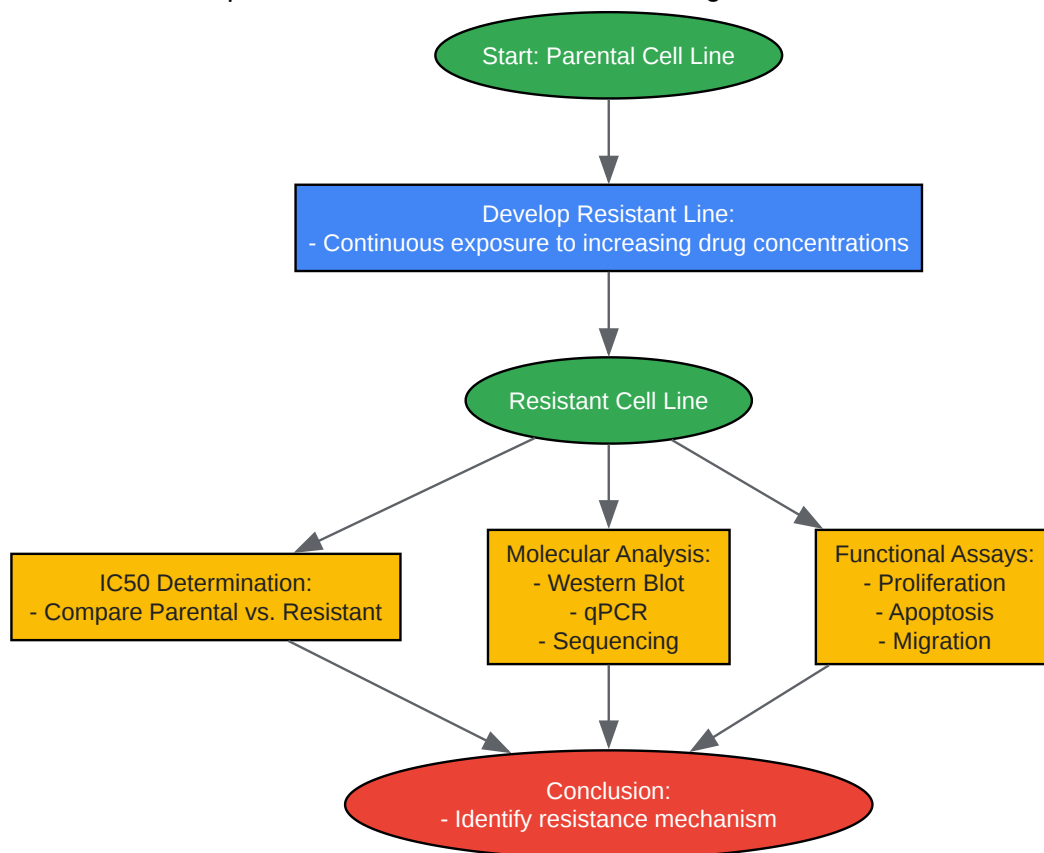 Start: Parental Cell Line
Develop Resistant Line:
- Continuous exposure to increasing drug concentrations
Resistant Cell Line
IC50 Determination:
- Compare Parental vs. Resistant
Molecular Analysis:
- Western Blot
- qPCR
- Sequencing
Functional Assays:
- Proliferation
- Apoptosis
- Migration
Conclusion:
- Identify resistance mechanism